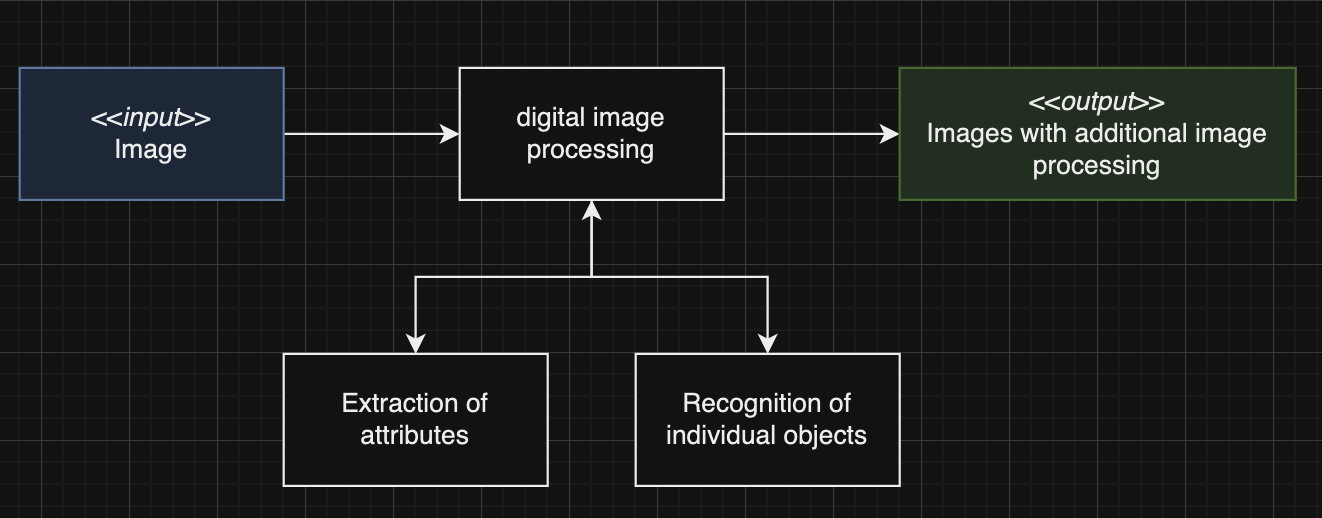 <<input>>
Image
digital image
processing
<<output>>
Images with additional image
processing
Extraction of
attributes
Recognition of
individual objects